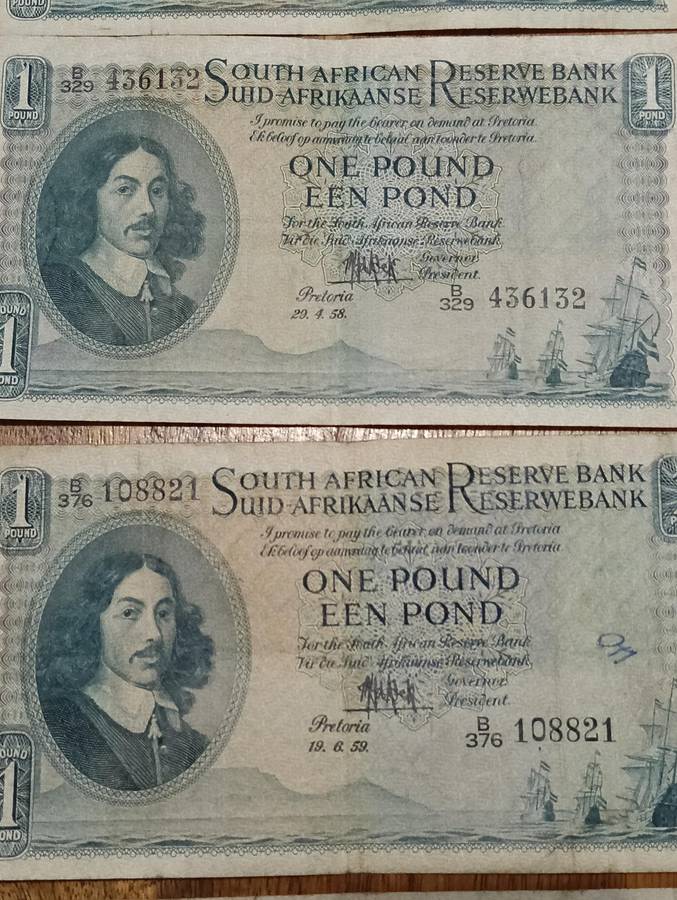 POUND
1
POUND
B
329 436132
SOUTH AFRICAN RESERVE BANK
SUID-AFRIKAANSE RESERWEBANK
1
POUND
I promise to pay the bearer on demand at Pretoria.
Ek beloof op aanvraag te betaal aan toonder te Pretoria.
ONE POUND
EEN POND
For the South African Reserve Bank
Vir die Suid-Afrikaanse Reserwebank.
Governor
President.
Pretoria
29. 4. 58.
B
329 436132
POUND
1
POND
1
POUND
B
376 108821
SOUTH AFRICAN RESERVE BANK
SUID-AFRIKAANSE RESERWEBANK
I promise to pay the bearer on demand at Pretoria
Ek beloof op aanvraag te betaal aan toonder te Pretoria
ONE POUND
EEN POND
For the South African Reserve Bank
Vir die Suid-Afrikaanse Reserwebank.
Governor
President.
Pretoria
19. 6. 59.
B
376 108821
POUND
1
POND